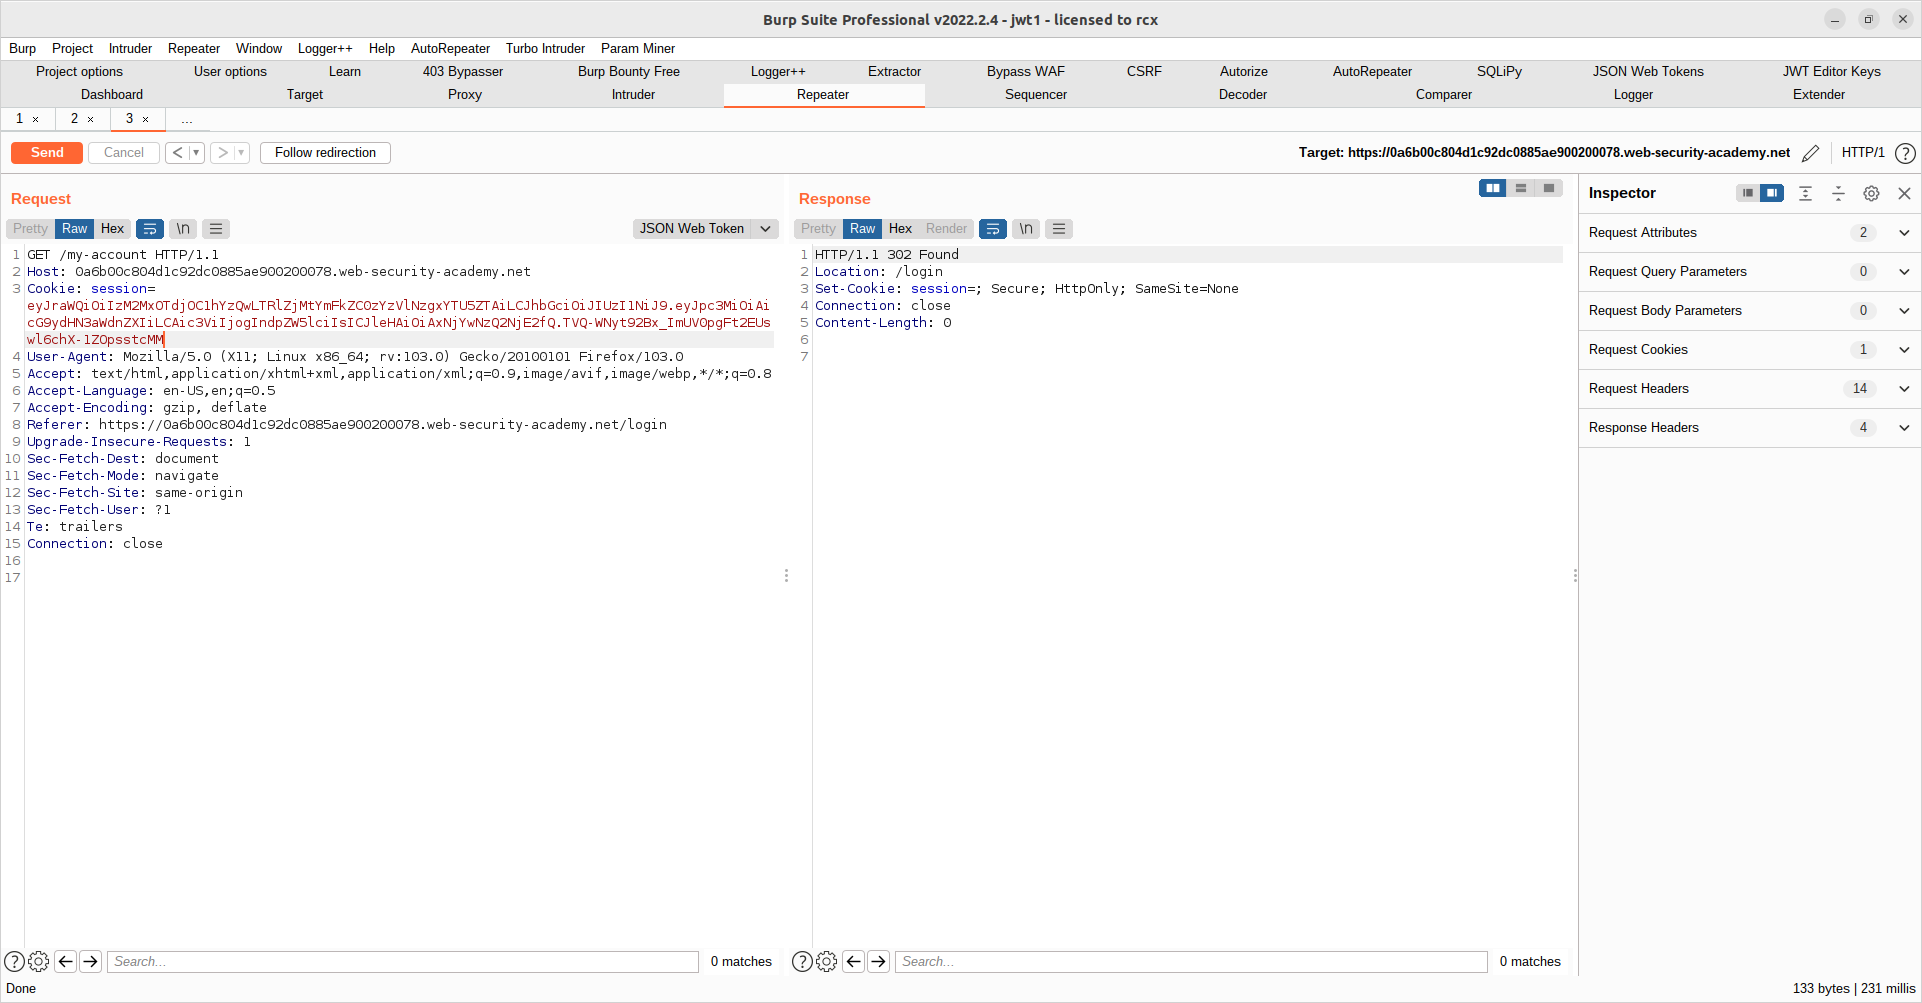 Burp Suite Professional v2022.2.4 - jwt1 - licensed to rcx
Burp Project Intruder Repeater Window Logger++ Help AutoRepeater Turbo Intruder Param Miner
Project options User options Learn 403 Bypasser Burp Bounty Free Logger++ Extractor Bypass WAF CSRF Autorize AutoRepeater SQLiPy JSON Web Tokens JWT Editor Keys
Dashboard Target Proxy Intruder Repeater Sequencer Decoder Comparer Logger Extender
1 × 2 × 3 × ...
Send Cancel < > Follow redirection Target: https://0a6b00c804d1c92dc0885ae900200078.web-security-academy.net HTTP/1 ?
Request
Pretty Raw Hex \n JSON Web Token
1 GET /my-account HTTP/1.1
2 Host: 0a6b00c804d1c92dc0885ae900200078.web-security-academy.net
3 Cookie: session=
eyJraWQiOiIzM2MxOTdjOC1hYzQwLTRlZjMtYmFkZC0zYzVlNzgxYTU5ZTAiLCJhbGciOiJIUzI1NiJ9.eyJpc3MiOiAi
cG9ydHN3aWdnZXIiLCAic3ViIjogIndpZW5lciIsICJleHAiOiAxNjYwNzQ2NjE2fQ.TVQ-WNyt92Bx_ImUV0pgFt2EUs
wl6chX-1ZOpsstcMM
4 User-Agent: Mozilla/5.0 (X11; Linux x86_64; rv:103.0) Gecko/20100101 Firefox/103.0
5 Accept: text/html,application/xhtml+xml,application/xml;q=0.9,image/avif,image/webp,*/*;q=0.8
6 Accept-Language: en-US,en;q=0.5
7 Accept-Encoding: gzip, deflate
8 Referer: https://0a6b00c804d1c92dc0885ae900200078.web-security-academy.net/login
9 Upgrade-Insecure-Requests: 1
10 Sec-Fetch-Dest: document
11 Sec-Fetch-Mode: navigate
12 Sec-Fetch-Site: same-origin
13 Sec-Fetch-User: ?1
14 Te: trailers
15 Connection: close
16
17
? Search... 0 matches
Response
Pretty Raw Hex Render \n
1 HTTP/1.1 302 Found
2 Location: /login
3 Set-Cookie: session=; Secure; HttpOnly; SameSite=None
4 Connection: close
5 Content-Length: 0
6
7
? Search... 0 matches
Inspector
Request Attributes 2
Request Query Parameters 0
Request Body Parameters 0
Request Cookies 1
Request Headers 14
Response Headers 4
Done 133 bytes | 231 millis